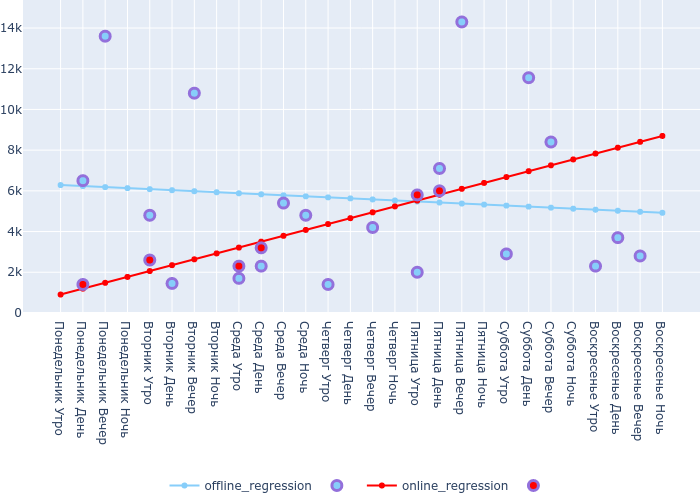 14k
12k
10k
8k
6k
4k
2k
0
Понедельник Утро
Понедельник День
Понедельник Вечер
Понедельник Ночь
Вторник Утро
Вторник День
Вторник Вечер
Вторник Ночь
Среда Утро
Среда День
Среда Вечер
Среда Ночь
Четверг Утро
Четверг День
Четверг Вечер
Четверг Ночь
Пятница Утро
Пятница День
Пятница Вечер
Пятница Ночь
Суббота Утро
Суббота День
Суббота Вечер
Суббота Ночь
Воскресенье Утро
Воскресенье День
Воскресенье Вечер
Воскресенье Ночь
offline_regression
online_regression